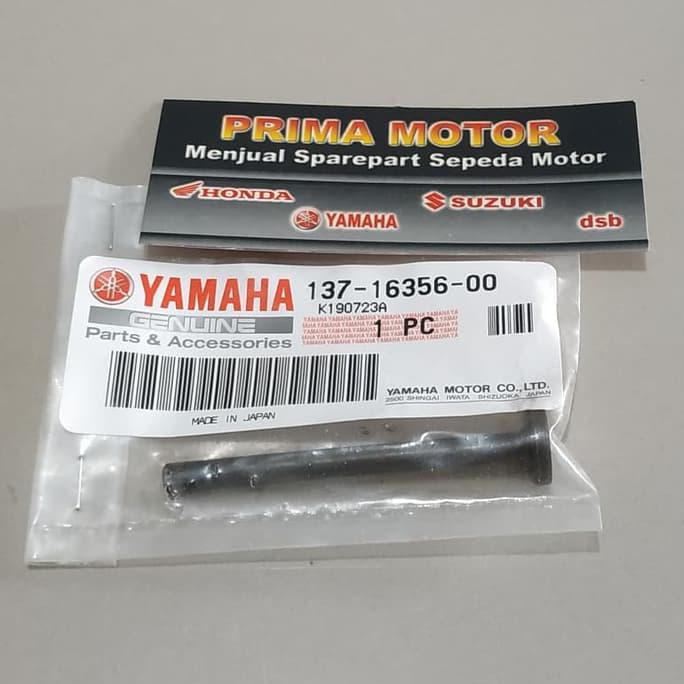 PRIMA MOTOR
Menjual Sparepart Sepeda Motor
HONDA
SUZUKI
YAMAHA
dsb
YAMAHA
137-16356-00
K190723A
GENUINE
1 PC
Parts & Accessories
YAMAHA MOTOR CO., LTD.
2500 SHINGAI IWATA SHIZUOKA JAPAN
MADE IN JAPAN